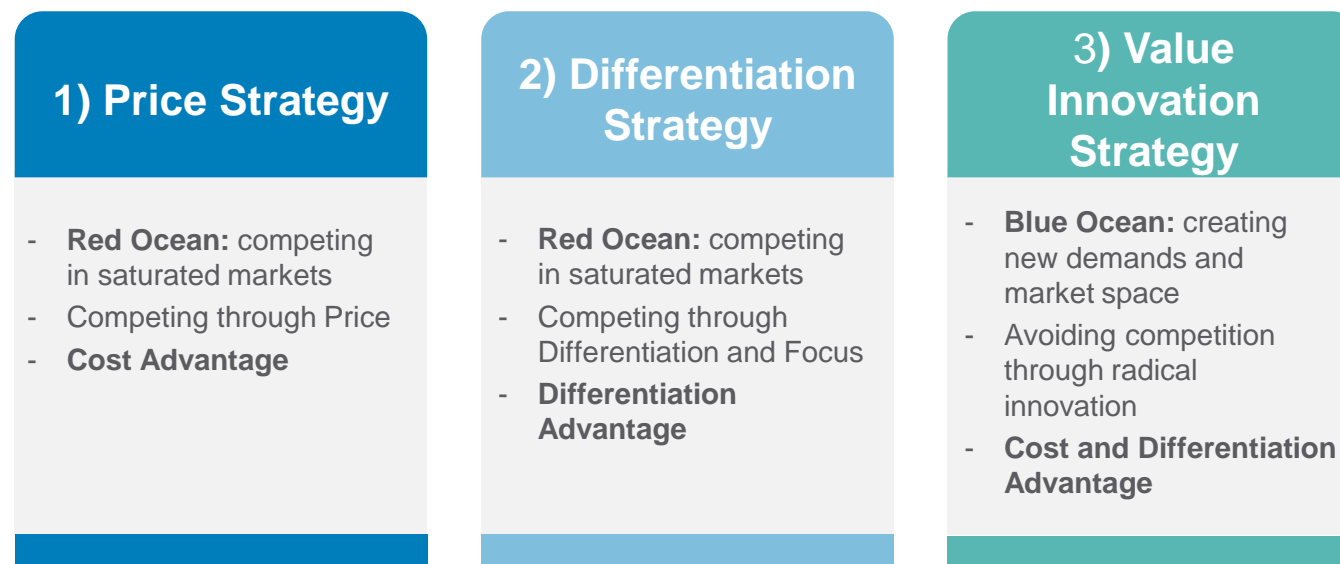 1) Price Strategy
- Red Ocean: competing
in saturated markets
- Competing through Price
- Cost Advantage
2) Differentiation
Strategy
- Red Ocean: competing
in saturated markets
- Competing through
Differentiation and Focus
- Differentiation
Advantage
3) Value
Innovation
Strategy
- Blue Ocean: creating
new demands and
market space
- Avoiding competition
through radical
innovation
- Cost and Differentiation
Advantage